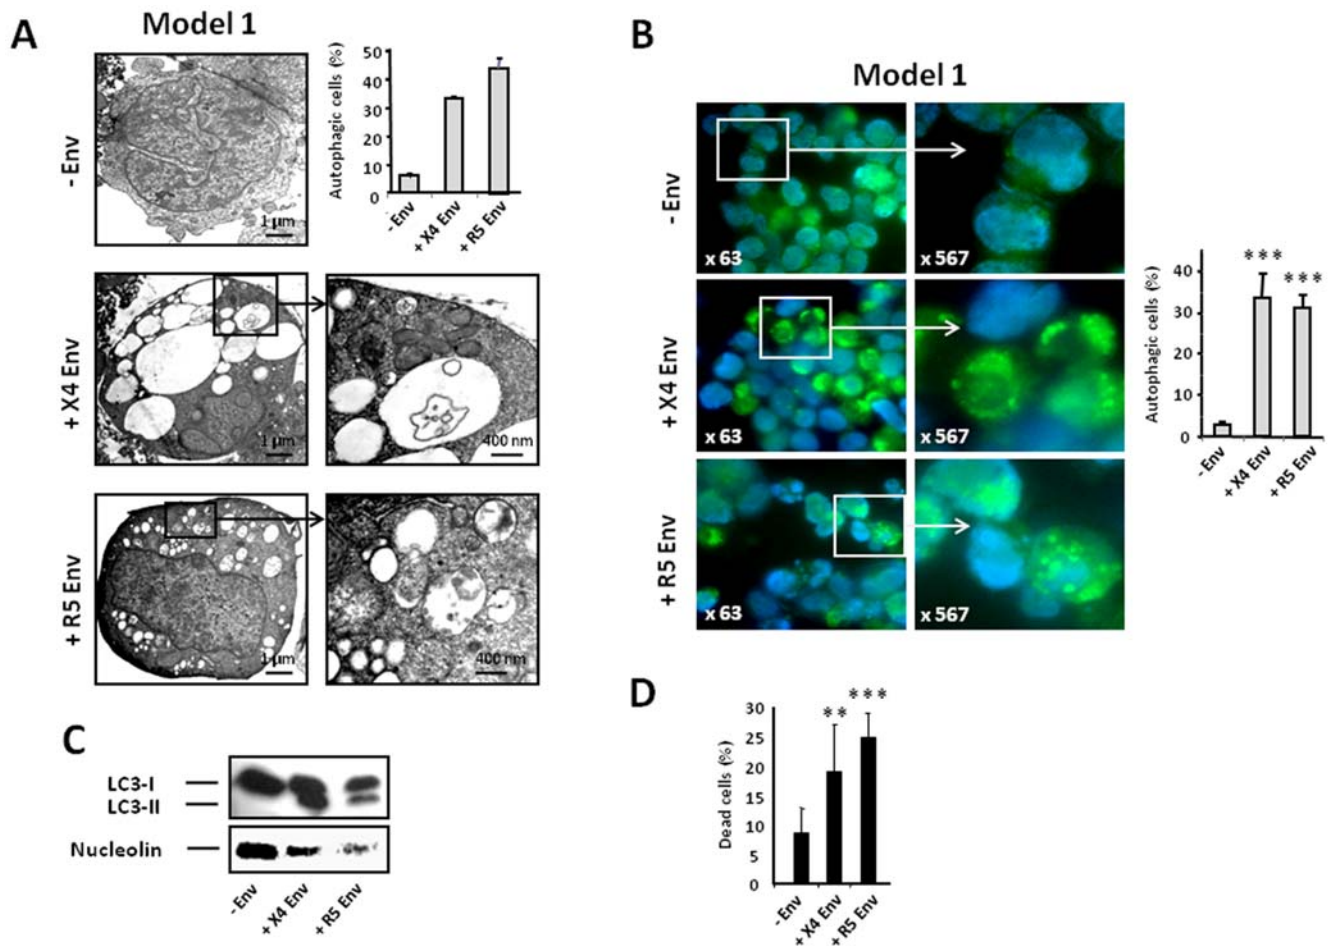 A
Model 1
- Env
1 µm
Autophagic cells (%)
50
40
30
20
10
0
- Env
+ X4 Env
+ R5 Env
+ X4 Env
1 µm
400 nm
+ R5 Env
1 µm
400 nm
B
Model 1
- Env
x 63
x 567
+ X4 Env
x 63
x 567
+ R5 Env
x 63
x 567
Autophagic cells (%)
40
30
20
10
0
***
***
- Env
+ X4 Env
+ R5 Env
C
LC3-I
LC3-II
Nucleolin
- Env
+ X4 Env
+ R5 Env
D
Dead cells (%)
30
25
20
15
10
5
0
**
***
- Env
+ X4 Env
+ R5 Env